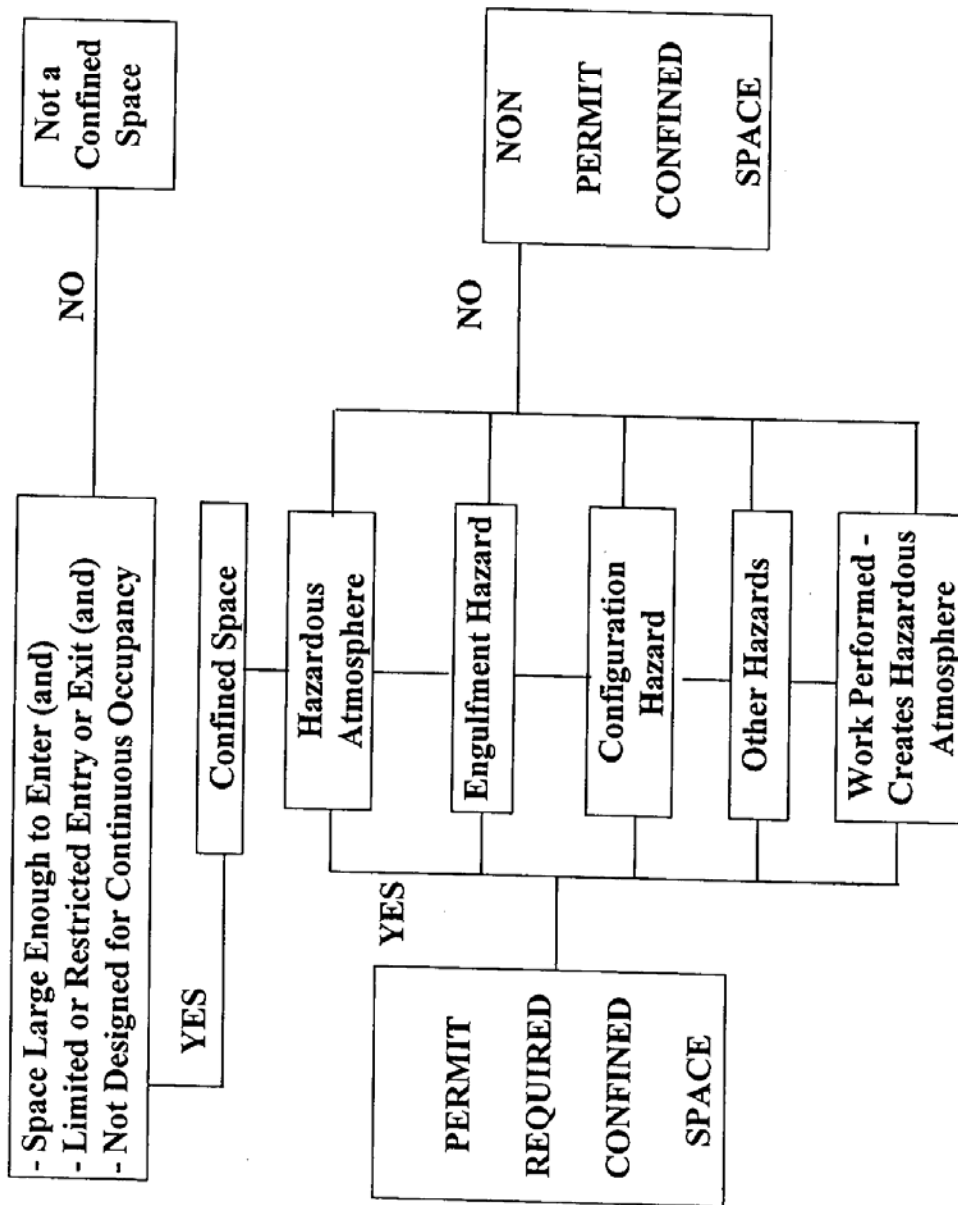 - Space Large Enough to Enter (and)
- Limited or Restricted Entry or Exit (and)
- Not Designed for Continuous Occupancy
NO
Not a
Confined
Space
YES
Confined Space
Hazardous
Atmosphere
Engulfment Hazard
Configuration
Hazard
Other Hazards
Work Performed -
Creates Hazardous
Atmosphere
YES
PERMIT
REQUIRED
CONFINED
SPACE
NO
NON
PERMIT
CONFINED
SPACE